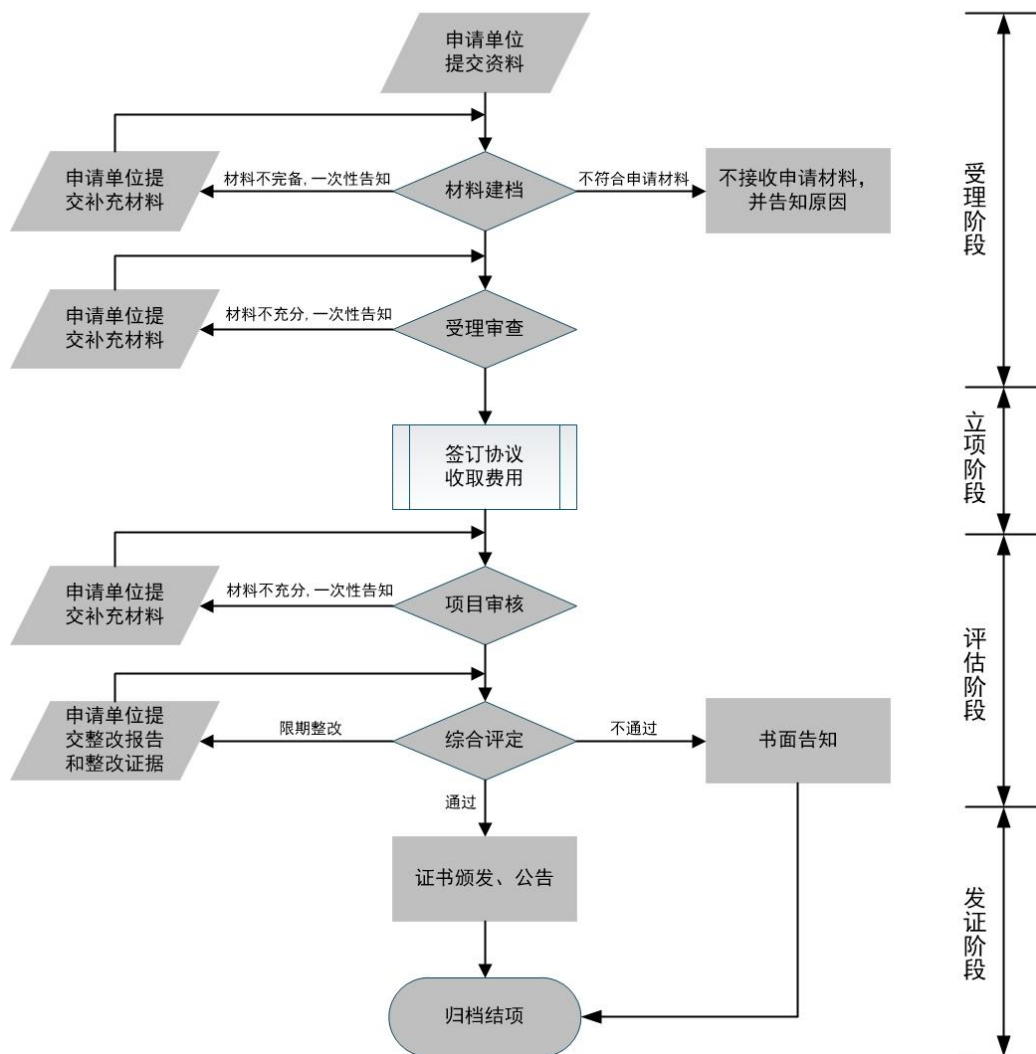 申请单位
提交资料
申请单位提
交补充材料
材料不完备, 一次性告知
材料建档
不符合申请材料
不接收申请材料，
并告知原因
受理阶段
申请单位提
交补充材料
材料不充分, 一次性告知
受理审查
签订协议
收取费用
立项阶段
申请单位提
交补充材料
材料不充分, 一次性告知
项目审核
评估阶段
申请单位提
交整改报告
和整改证据
限期整改
综合评定
不通过
书面告知
通过
证书颁发、公告
发证阶段
归档结项